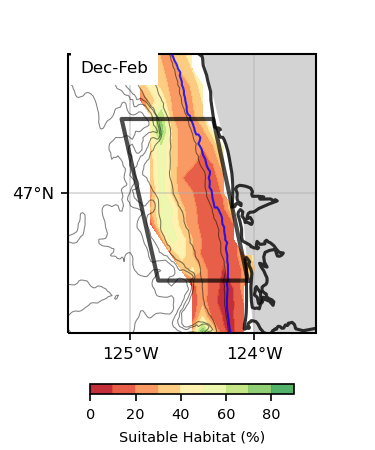 Dec-Feb
47°N
125°W 124°W
0 20 40 60 80
Suitable Habitat (%)